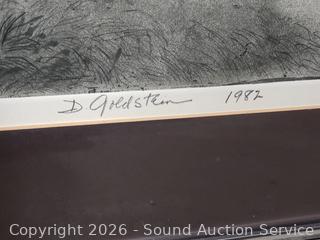 D. Goldstein 1982
Copyright 2026 - Sound Auction Service